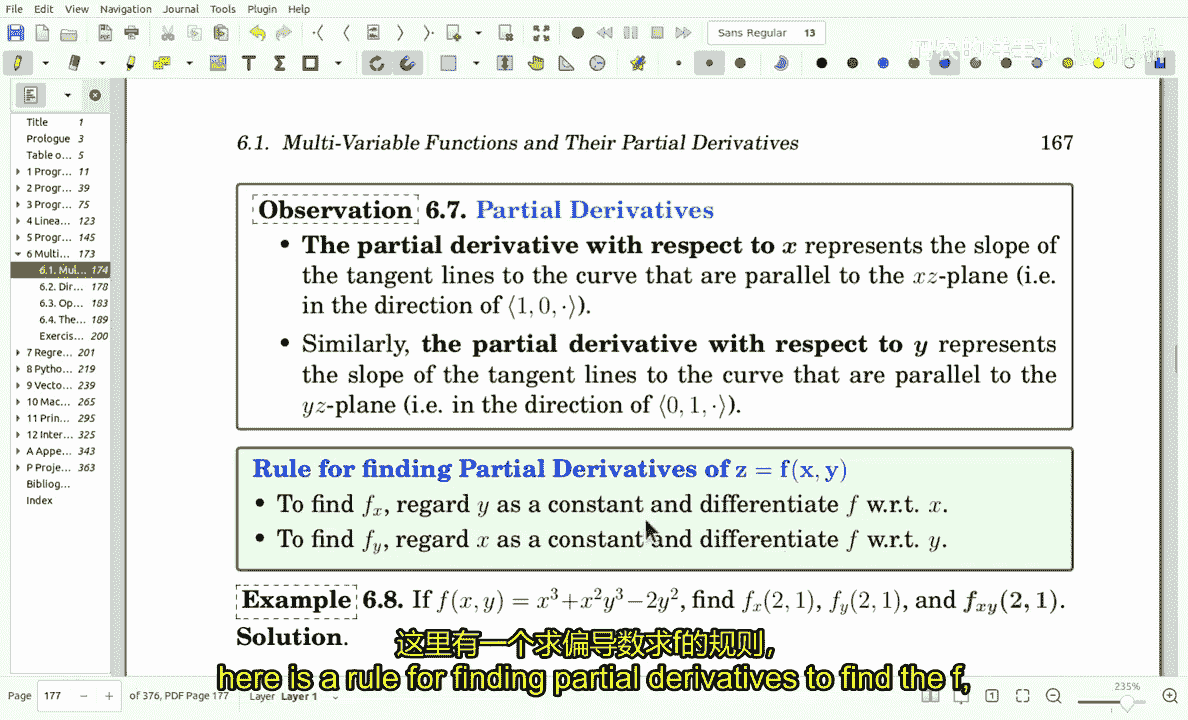 File Edit View Navigation Journal Tools Plugin Help
Sans Regular 13
Title 1
Prologue 3
Table o... 5
1 Progr... 11
2 Progr... 39
3 Progr... 75
4 Linea... 123
5 Progr... 145
6 Multi... 173
6.1. Mul... 174
6.2. Dir... 178
6.3. Op... 183
6.4. The... 189
Exercis... 200
7 Regre... 201
8 Pytho... 219
9 Vecto... 239
10 Mac... 265
11 Prin... 295
12 Inter... 325
A Appe... 343
P Proje... 363
Bibliog...
Index
6.1. Multi-Variable Functions and Their Partial Derivatives 167
Observation 6.7. Partial Derivatives
• The partial derivative with respect to x represents the slope of
the tangent lines to the curve that are parallel to the xz-plane (i.e.
in the direction of ⟨1, 0, ·⟩).
• Similarly, the partial derivative with respect to y represents
the slope of the tangent lines to the curve that are parallel to the
yz-plane (i.e. in the direction of ⟨0, 1, ·⟩).
Rule for finding Partial Derivatives of z = f(x, y)
• To find fₓ, regard y as a constant and differentiate f w.r.t. x.
• To find f_y, regard x as a constant and differentiate f w.r.t. y.
Example 6.8. If f(x, y) = x³+x²y³−2y², find fₓ(2, 1), f_y(2, 1), and f_xy(2, 1).
Solution.
这里有一个求偏导数求f的规则,
here is a rule for finding partial derivatives to find the f,
Page 177 − + of 376, PDF Page 177 Layer Layer 1
235%